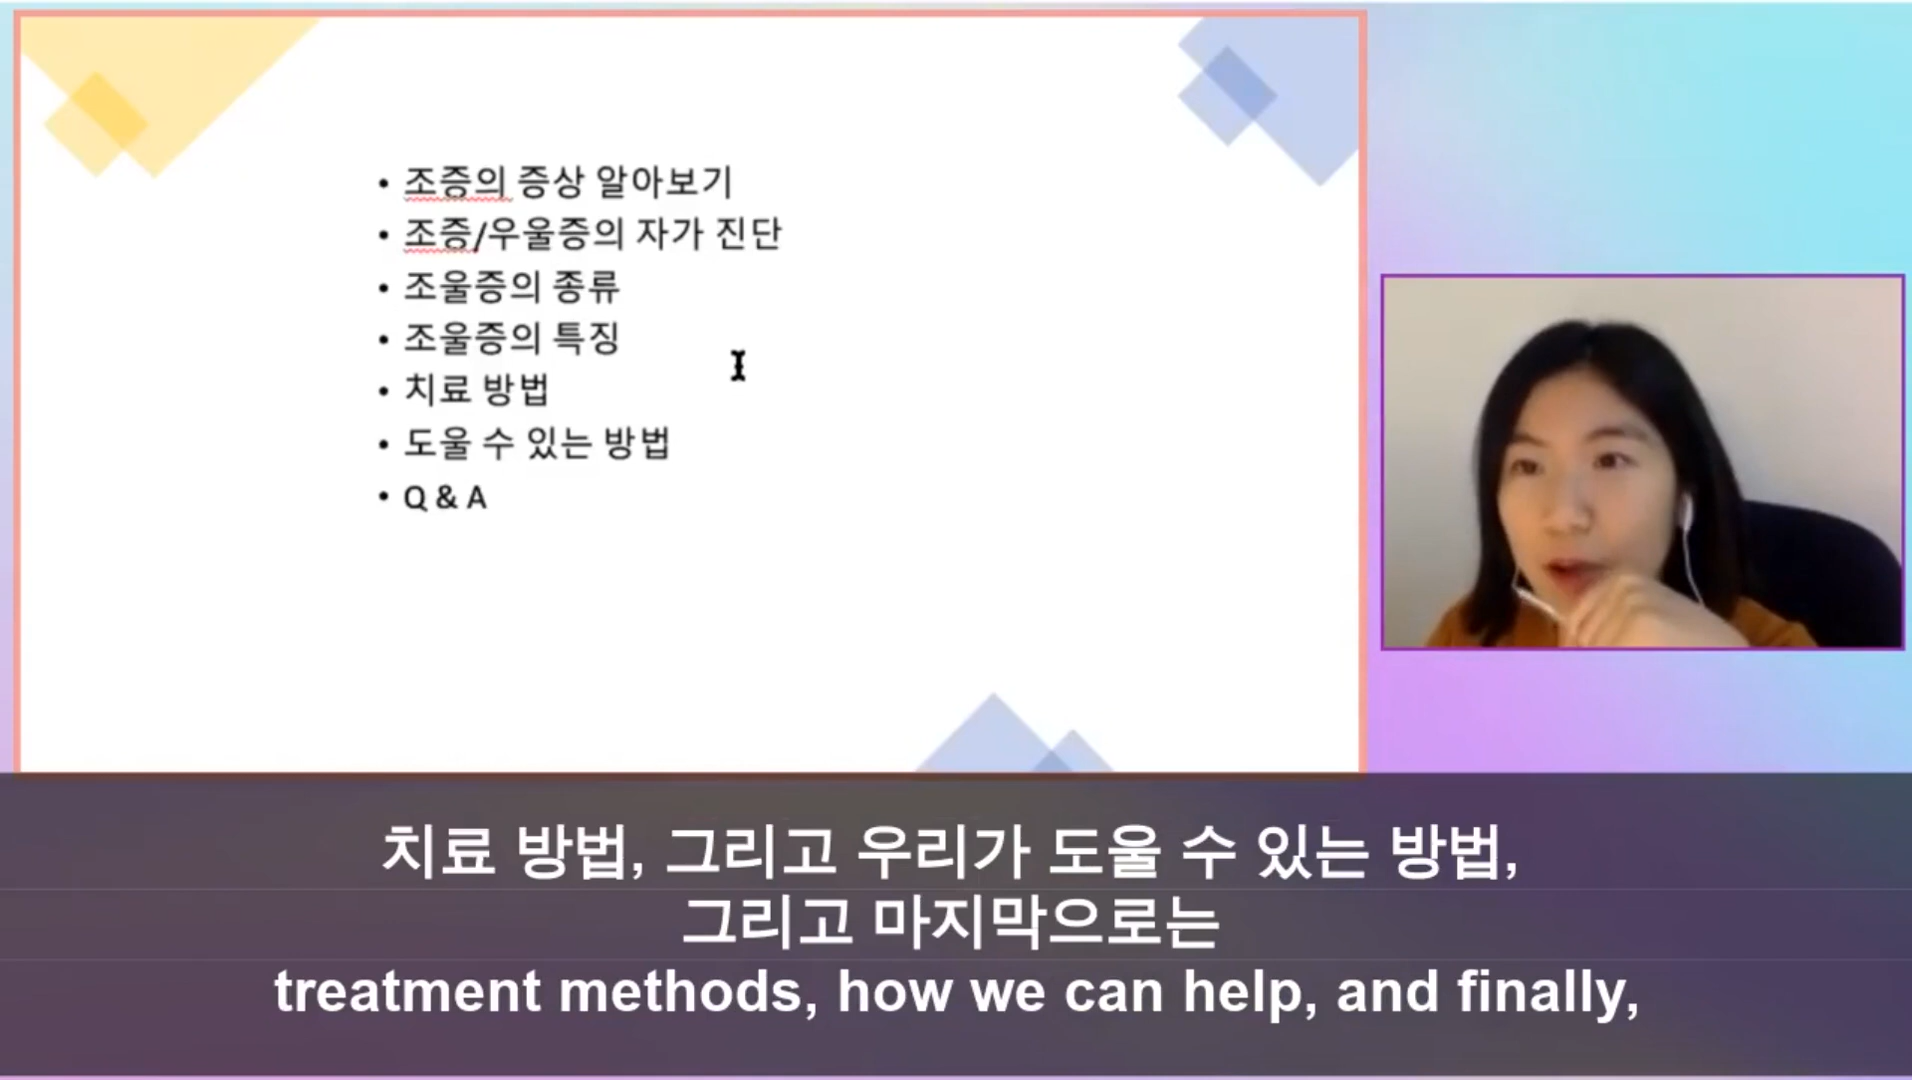 • 조증의 증상 알아보기
• 조증/우울증의 자가 진단
• 조울증의 종류
• 조울증의 특징
• 치료 방법
• 도울 수 있는 방법
• Q & A
치료 방법, 그리고 우리가 도울 수 있는 방법,
그리고 마지막으로는
treatment methods, how we can help, and finally,